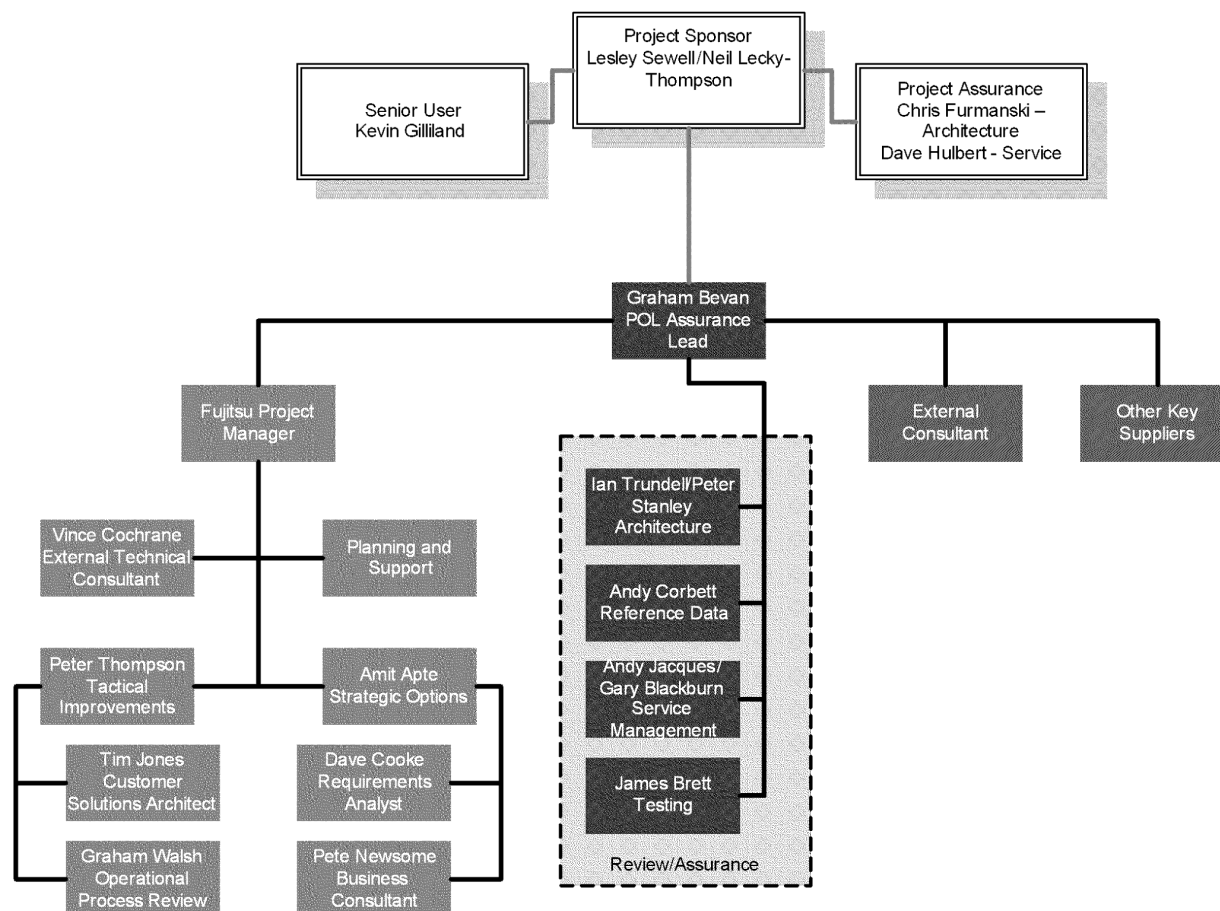 Project Sponsor
Lesley Sewell/Neil Lecky-
Thompson
Senior User
Kevin Gilliland
Project Assurance
Chris Furmanski –
Architecture
Dave Hulbert - Service
Graham Bevan
POL Assurance
Lead
Fujitsu Project
Manager
External
Consultant
Other Key
Suppliers
Vince Cochrane
External Technical
Consultant
Planning and
Support
Peter Thompson
Tactical
Improvements
Amit Apte
Strategic Options
Tim Jones
Customer
Solutions Architect
Dave Cooke
Requirements
Analyst
Graham Walsh
Operational
Process Review
Pete Newsome
Business
Consultant
Ian Trundell/Peter
Stanley
Architecture
Andy Corbett
Reference Data
Andy Jacques/
Gary Blackburn
Service
Management
James Brett
Testing
Review/Assurance